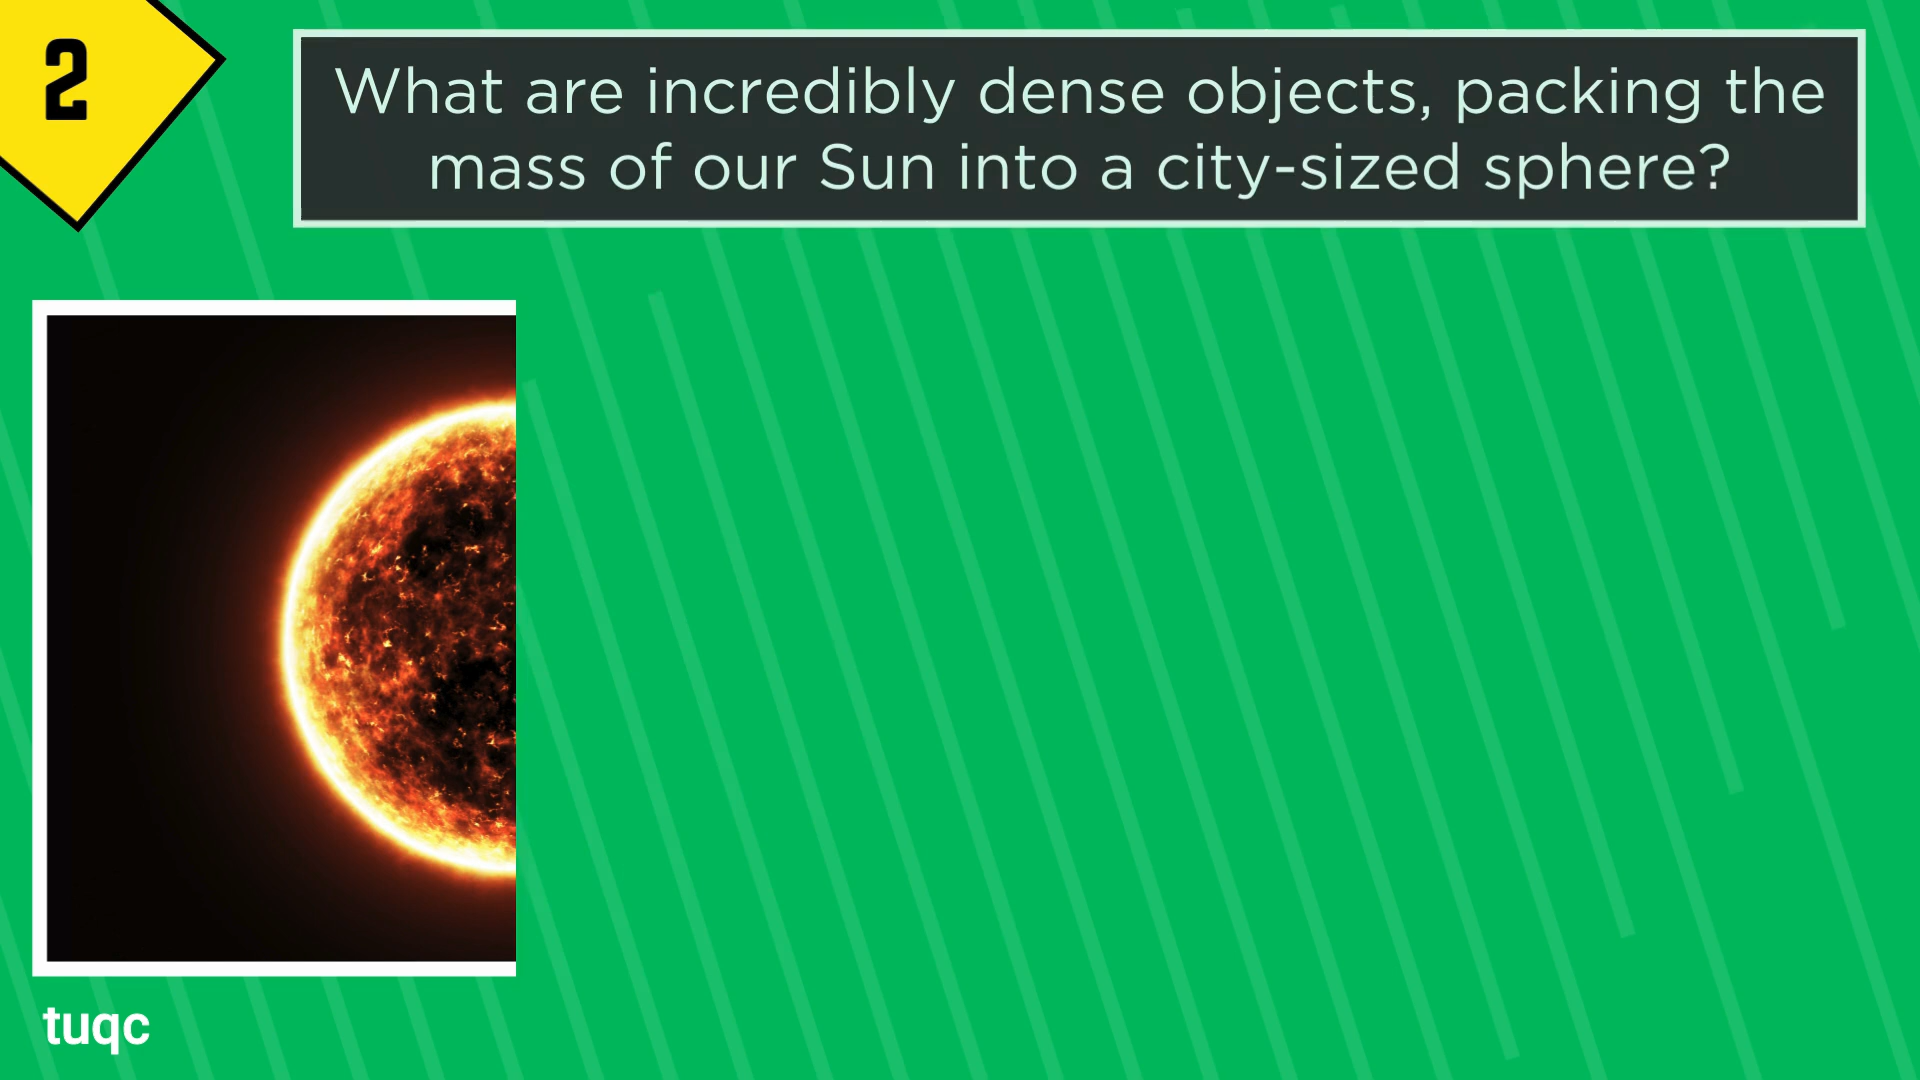 2
What are incredibly dense objects, packing the
mass of our Sun into a city-sized sphere?
tuqc